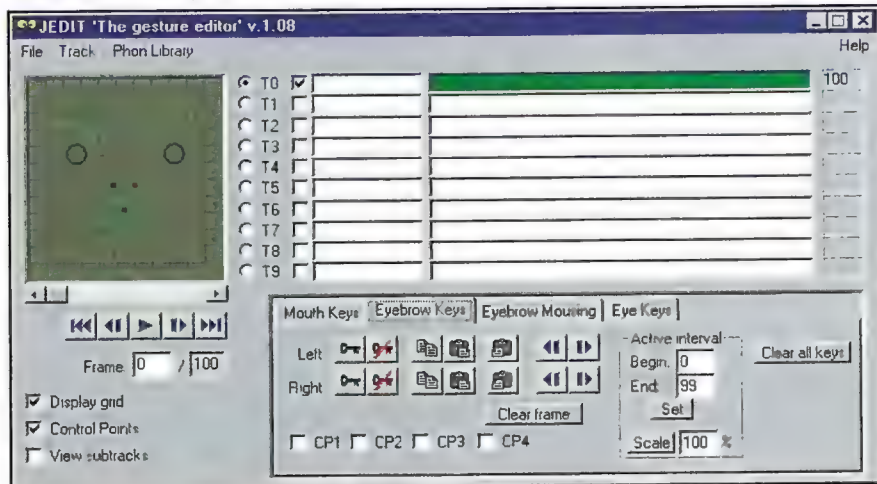 JEDIT 'The gesture editor' v.1.08
File Track Phon Library Help
T0 100
T1
T2
T3
T4
T5
T6
T7
T8
T9
Mouth Keys Eyebrow Keys Eyebrow Mousing Eye Keys
Left
Right
Clear frame
CP1 CP2 CP3 CP4
Active interval
Begin: 0
End: 99
Set
Scale 100 %
Clear all keys
Frame 0 / 100
Display grid
Control Points
View subtracks